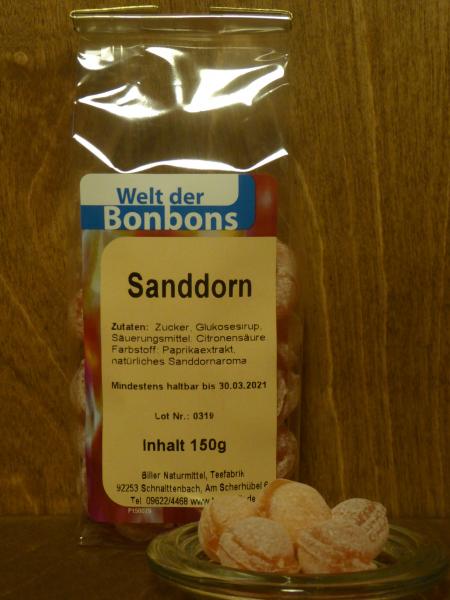 Welt der
Bonbons
Sanddorn
Zutaten: Zucker, Glukosesirup,
Säuerungsmittel: Citronensäure
Farbstoff: Paprikaextrakt,
natürliches Sanddornaroma
Mindestens haltbar bis 30.03.2021
Lot Nr.: 0319
Inhalt 150g
Biller Naturmittel, Teefabrik
92253 Schnaittenbach, Am Scherhübel 6
Tel. 09622/4468